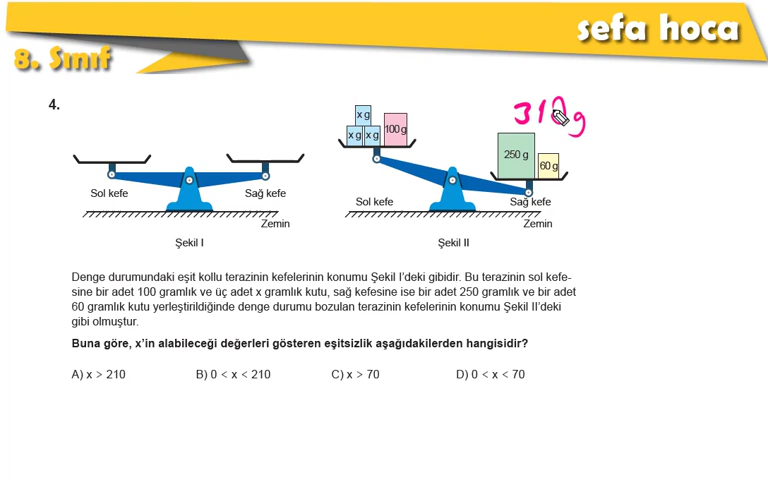 sefa hoca
8. Sınıf
4.
x g
x g x g 100 g
310g
250 g
60 g
Sol kefe
Sağ kefe
Sol kefe
Sağ kefe
Zemin
Zemin
Şekil I
Şekil II
Denge durumundaki eşit kollu terazinin kefelerinin konumu Şekil I'deki gibidir. Bu terazinin sol kefe-
sine bir adet 100 gramlık ve üç adet x gramlık kutu, sağ kefesine ise bir adet 250 gramlık ve bir adet
60 gramlık kutu yerleştirildiğinde denge durumu bozulan terazinin kefelerinin konumu Şekil II'deki
gibi olmuştur.
Buna göre, x'in alabileceği değerleri gösteren eşitsizlik aşağıdakilerden hangisidir?
A) x > 210 B) 0 < x < 210 C) x > 70 D) 0 < x < 70